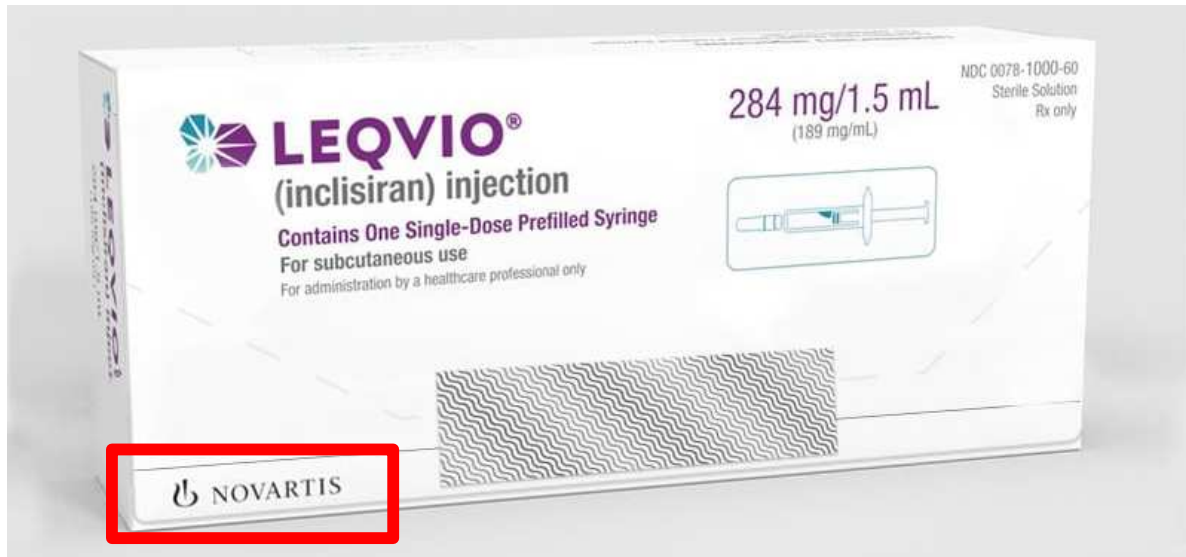 LEQVIO®
(inclisiran) injection
Contains One Single-Dose Prefilled Syringe
For subcutaneous use
For administration by a healthcare professional only
284 mg/1.5 mL
(189 mg/mL)
NDC 0078-1000-60
Sterile Solution
Rx only
NOVARTIS
LEQVIO®